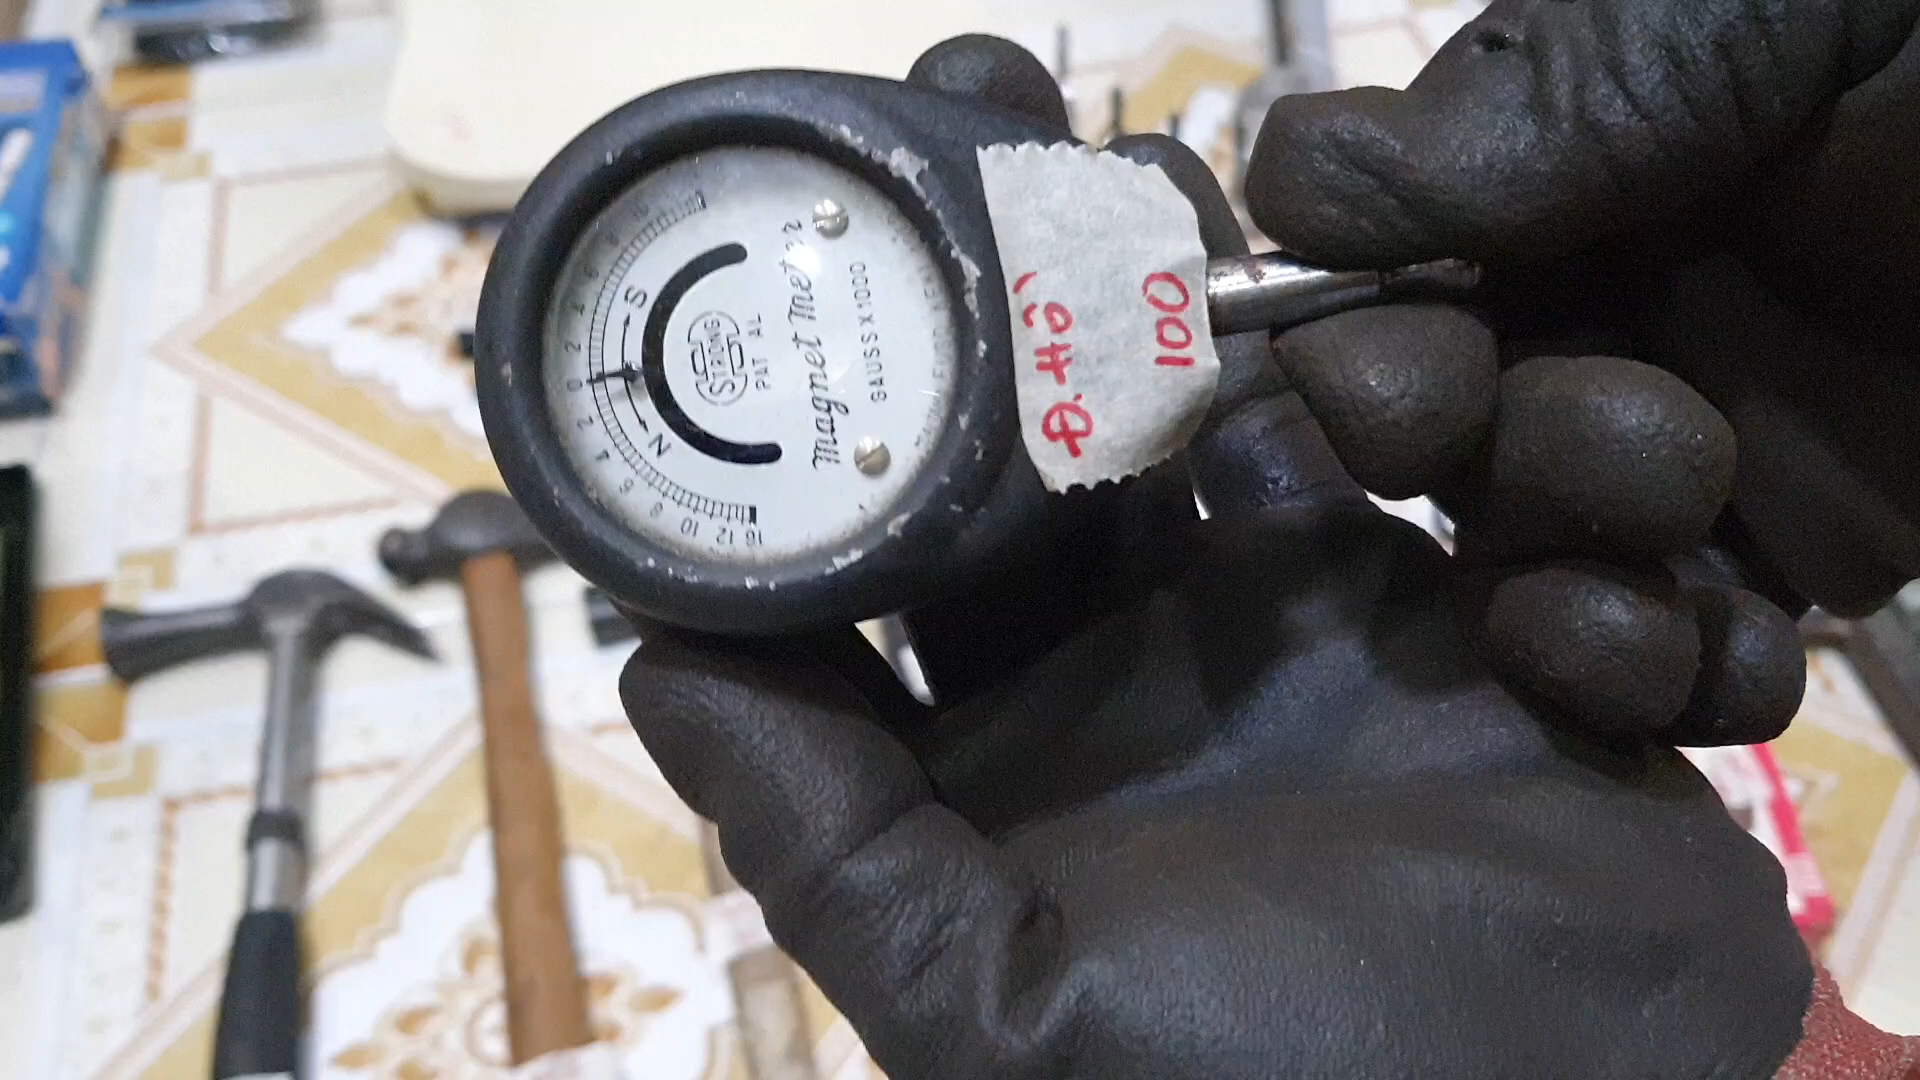 10 8 6 4 2 0 2 4 6 8 10 12 16
S
N
STRONG
PAT AL
Magnet Meter
GAUSS X 1000
Đ.Hồ
100